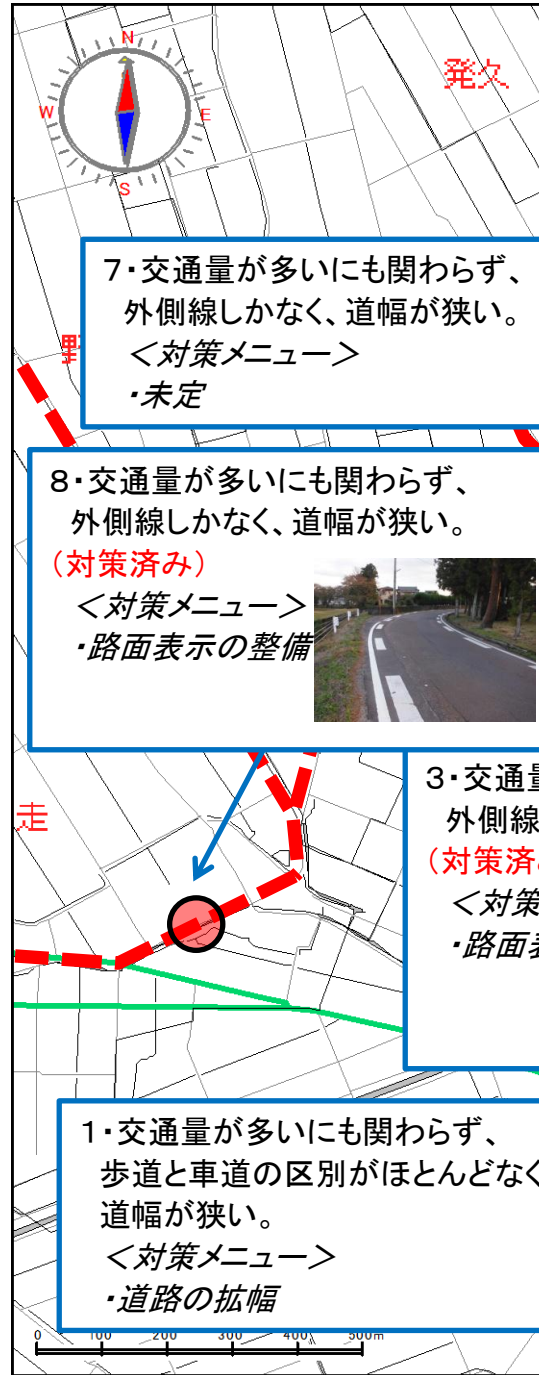 N
W
E
S
発久
7・交通量が多いにも関わらず、
外側線しかなく、道幅が狭い。
野
＜対策メニュー＞
・未定
8・交通量が多いにも関わらず、
外側線しかなく、道幅が狭い。
（対策済み）
＜対策メニュー＞
・路面表示の整備
走
3・交通量
外側線
（対策済み
＜対策
・路面表
1・交通量が多いにも関わらず、
歩道と車道の区別がほとんどなく
道幅が狭い。
＜対策メニュー＞
・道路の拡幅
0 100 200 300 400 500m